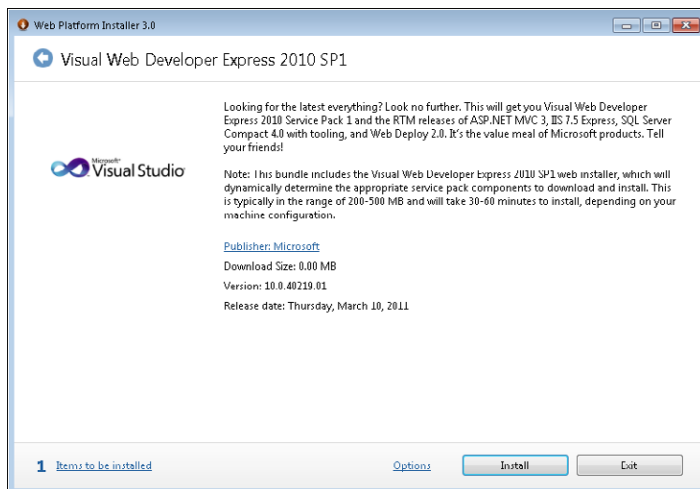 Web Platform Installer 3.0
Visual Web Developer Express 2010 SP1
Looking for the latest everything? Look no further. This will get you Visual Web Developer
Express 2010 Service Pack 1 and the RTM releases of ASP.NET MVC 3, IIS 7.5 Express, SQL Server
Compact 4.0 with tooling, and Web Deploy 2.0. It's the value meal of Microsoft products. Tell
your friends!
Microsoft®
Visual Studio
Note: This bundle includes the Visual Web Developer Express 2010 SP1 web installer, which will
dynamically determine the appropriate service pack components to download and install. This
is typically in the range of 200-500 MB and will take 30-60 minutes to install, depending on your
machine configuration.
Publisher: Microsoft
Download Size: 0.00 MB
Version: 10.0.40219.01
Release date: Thursday, March 10, 2011
1 Items to be installed
Options
Install
Exit